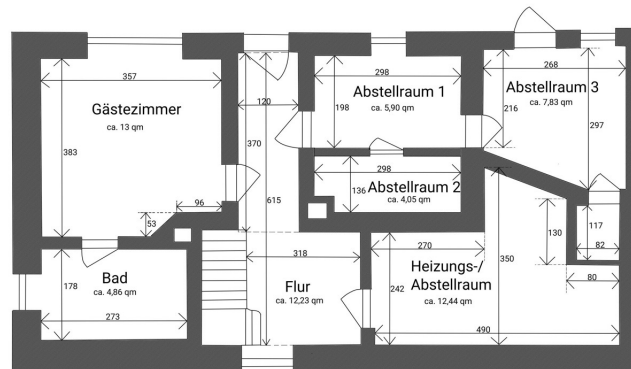 357
Gästezimmer
ca. 13 qm
383
96
53
120
370
615
298
Abstellraum 1
ca. 5,90 qm
198
298
Abstellraum 2
ca. 4,05 qm
136
268
Abstellraum 3
ca. 7,83 qm
216
297
117
82
130
80
Bad
ca. 4,86 qm
178
273
318
Flur
ca. 12,23 qm
270
Heizungs-/
Abstellraum
ca. 12,44 qm
350
242
490